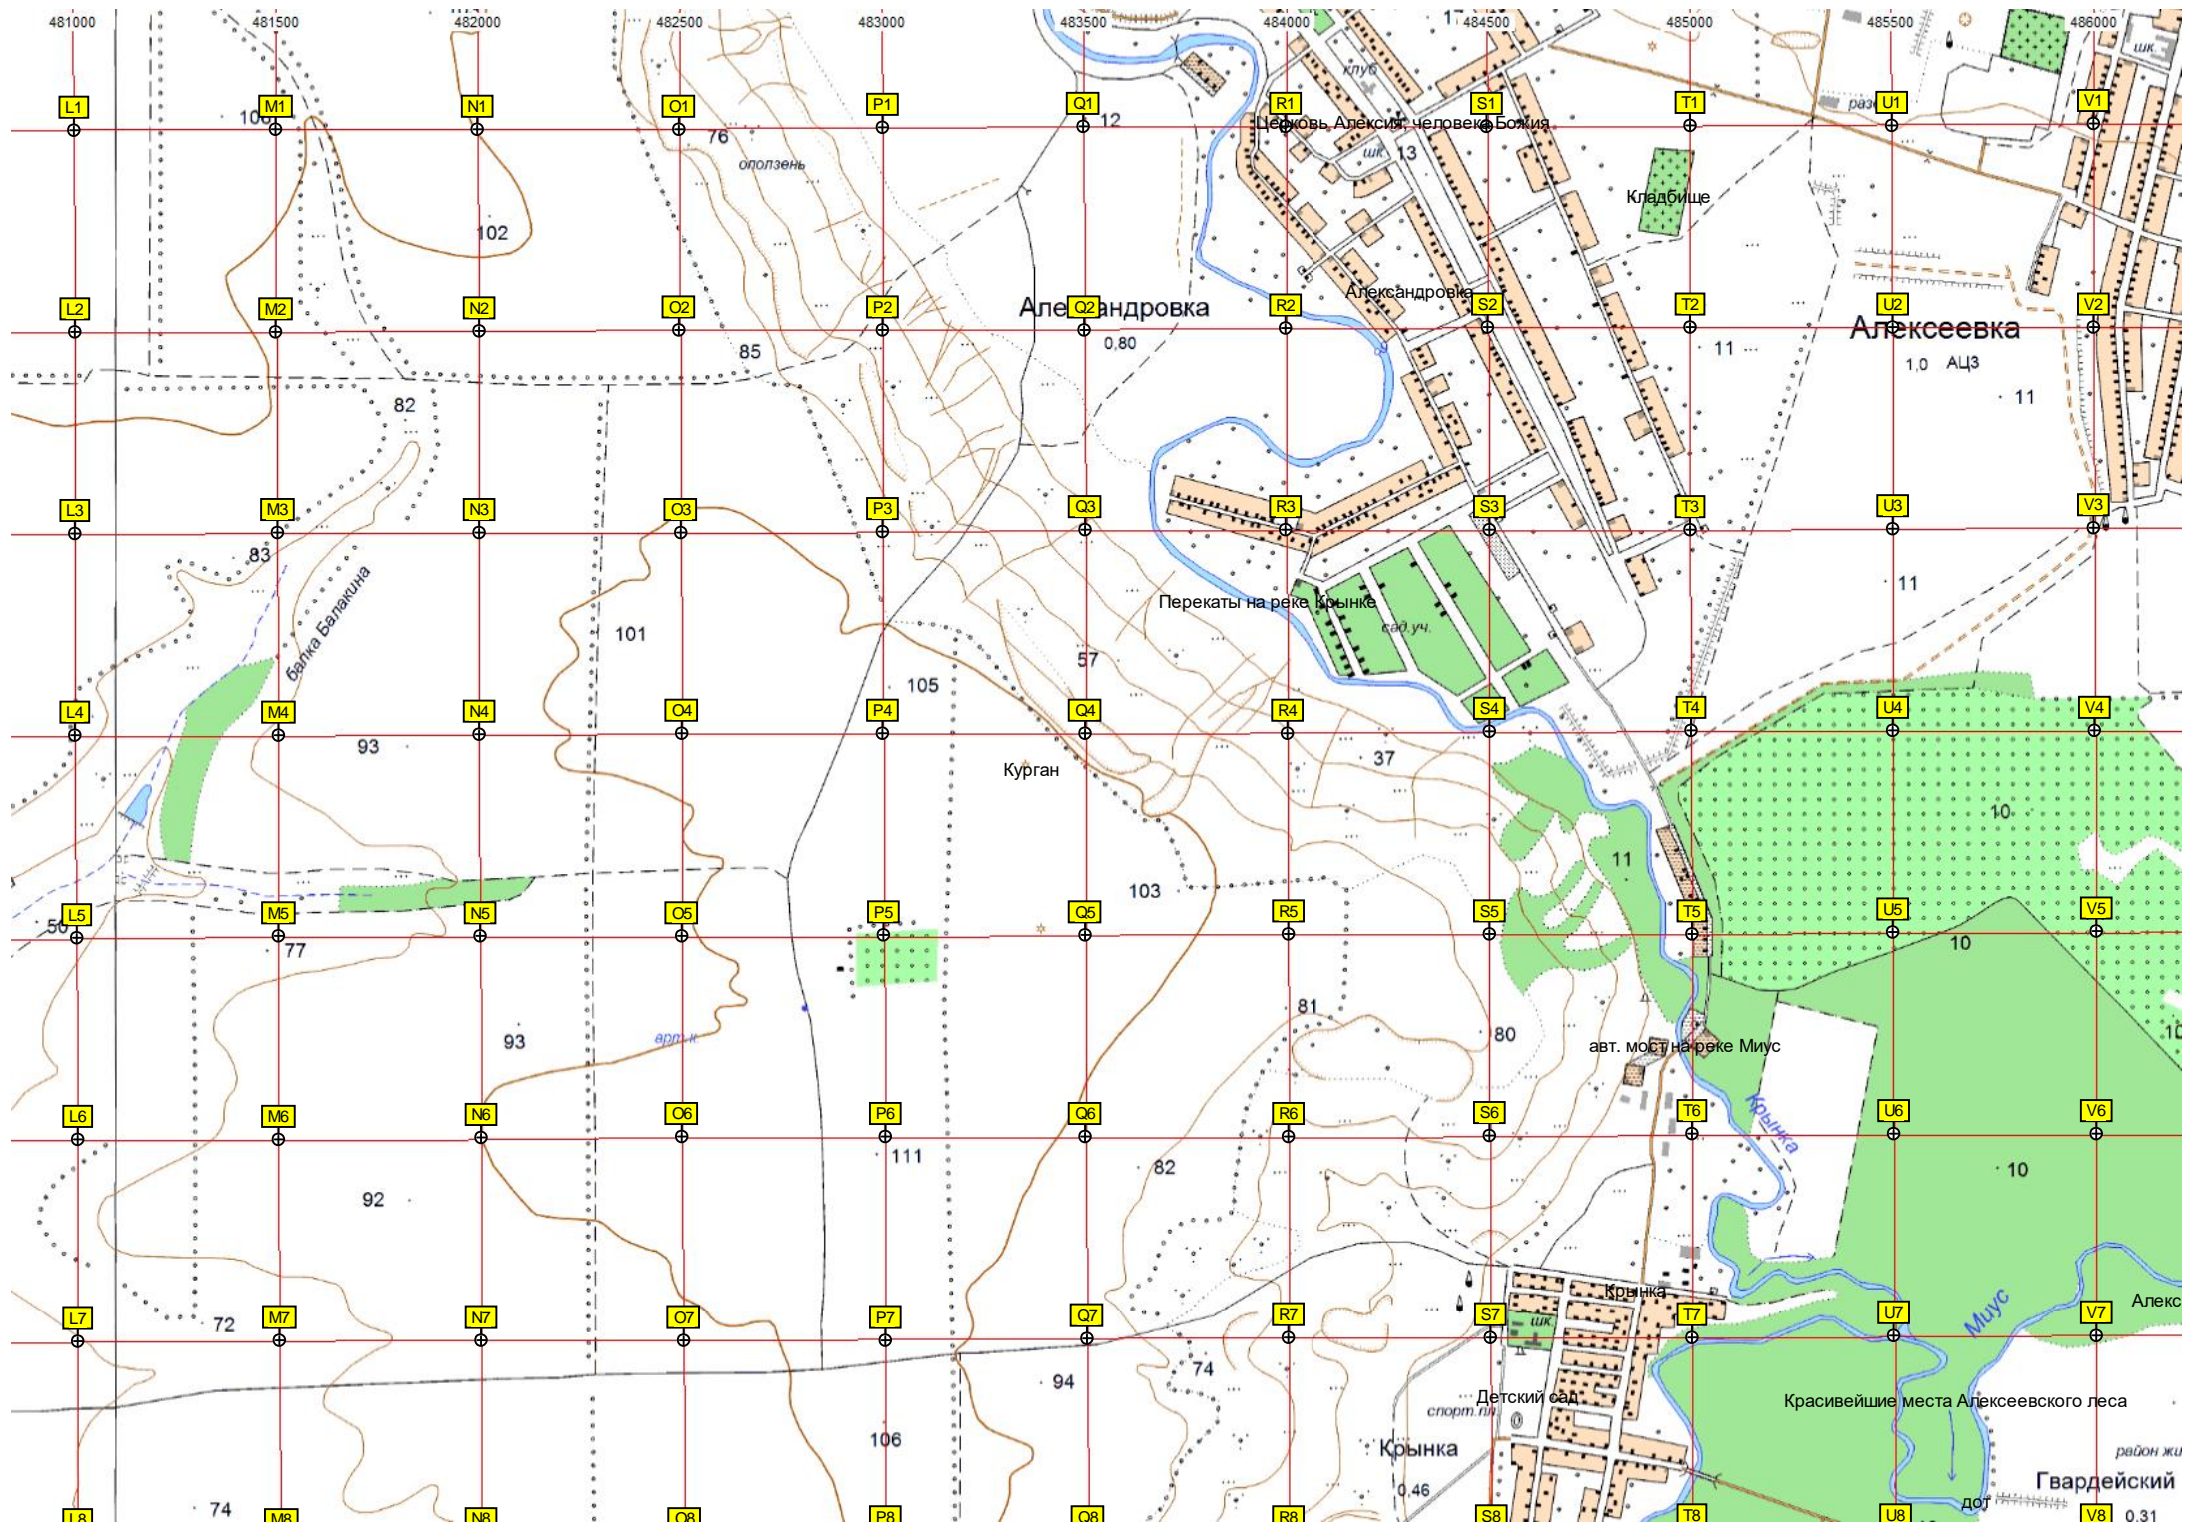 481000 481500 482000 482500 483000 483500 484000 484500 485000 485500 486000
шк.
клуб
L1 M1 N1 O1 P1 Q1 R1 S1 T1 U1 V1
12
76
Церковь Алексия, человека Божия
оползень
шк. 13
Кладбище
102
Александровка
L2 M2 N2 O2 P2 Q2 R2 S2 T2 U2 V2
Александровка
Алексеевка
0,80
85
11
1,0 АЦЗ
82
11
L3 M3 N3 O3 P3 Q3 R3 S3 T3 U3 V3
83
11
балка Балакина
Перекаты на реке Крынке
101
сад.уч.
57
105
L4 M4 N4 O4 P4 Q4 R4 S4 T4 U4 V4
93
37
Курган
10
11
103
L5 M5 N5 O5 P5 Q5 R5 S5 T5 U5 V5
50
77
10
81
80
93
арт.к.
авт. мост на реке Миус
10
L6 M6 N6 O6 P6 Q6 R6 S6 T6 U6 V6
Крынка
111
82
10
92
Крынка
Алекс
L7 M7 N7 O7 P7 Q7 R7 S7 T7 U7 V7
Миус
72
шк.
74
94
Детский сад
Красивейшие места Алексеевского леса
спорт.пл.
106
Крынка
район жи
Гвардейский
0,46
74
дот
0,31
L8 M8 N8 O8 P8 Q8 R8 S8 T8 U8 V8